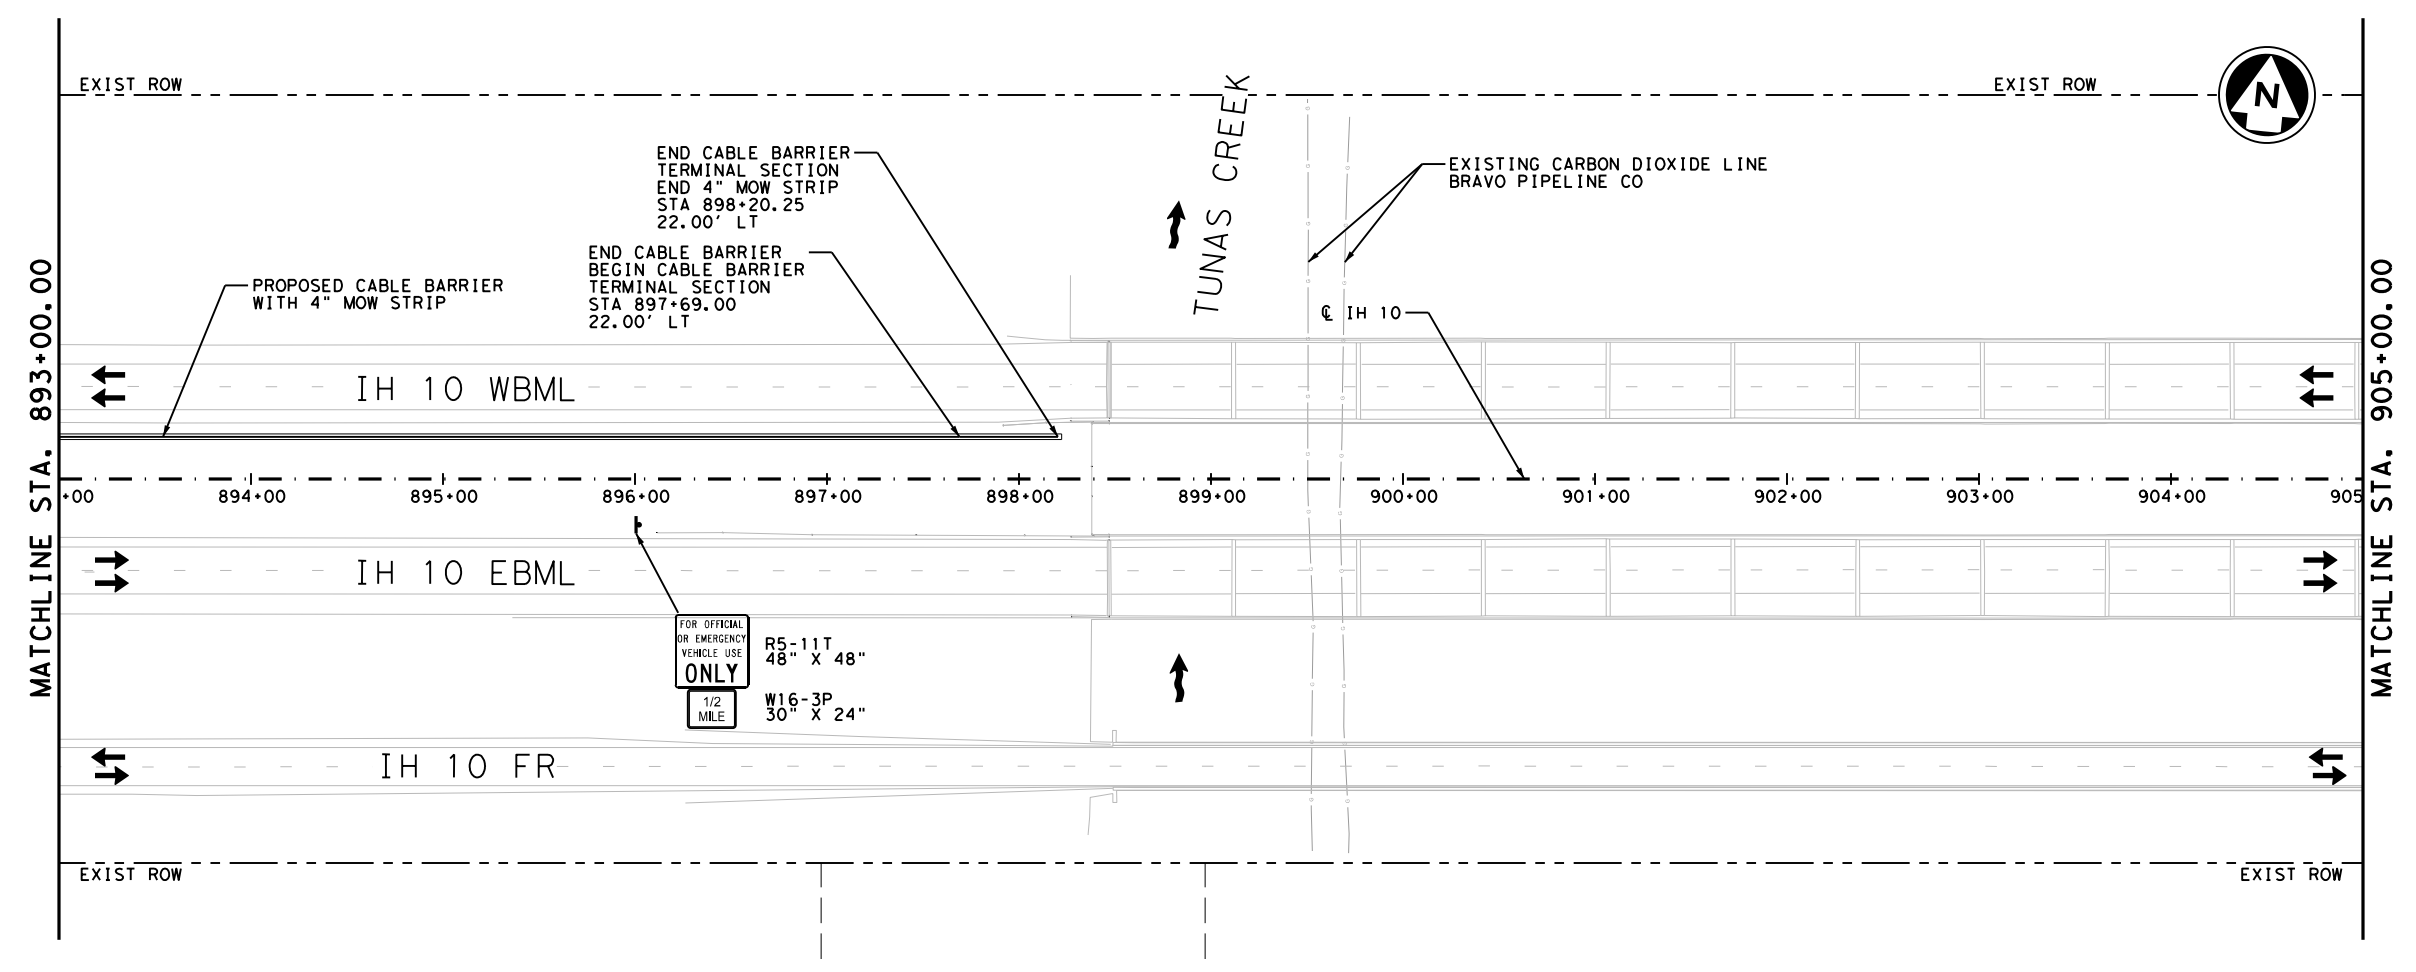 EXIST ROW
EXIST ROW
N
END CABLE BARRIER
TERMINAL SECTION
END 4" MOW STRIP
STA 898+20.25
22.00' LT
TUNAS CREEK
EXISTING CARBON DIOXIDE LINE
BRAVO PIPELINE CO
END CABLE BARRIER
BEGIN CABLE BARRIER
TERMINAL SECTION
STA 897+69.00
22.00' LT
PROPOSED CABLE BARRIER
WITH 4" MOW STRIP
℄ IH 10
MATCHLINE STA. 893+00.00
MATCHLINE STA. 905+00.00
IH 10 WBML
+00
894+00
895+00
896+00
897+00
898+00
899+00
900+00
901+00
902+00
903+00
904+00
905
IH 10 EBML
FOR OFFICIAL
OR EMERGENCY
VEHICLE USE
ONLY
R5-11T
48" X 48"
1/2
MILE
W16-3P
30" X 24"
IH 10 FR
EXIST ROW
EXIST ROW